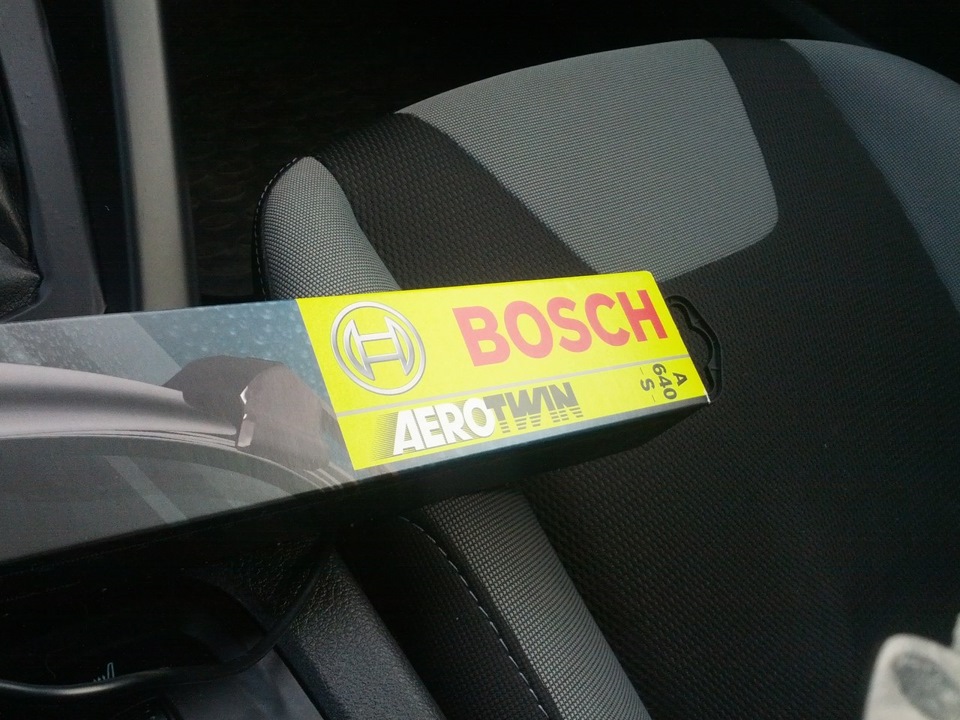 BOSCH
AEROTWIN
A
640
S